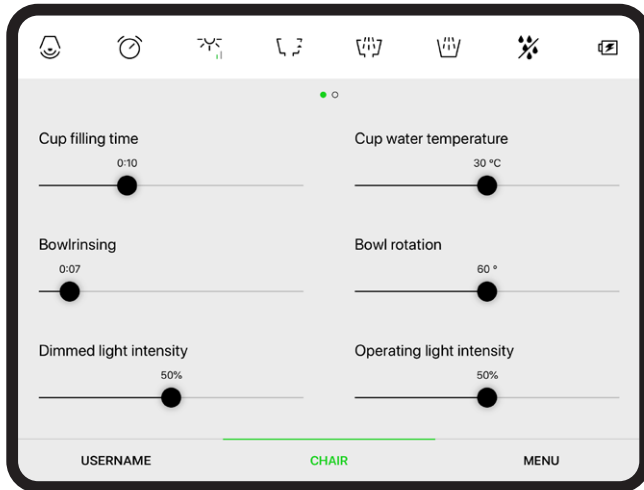 Cup filling time
0:10
Cup water temperature
30 °C
Bowlrinsing
0:07
Bowl rotation
60 °
Dimmed light intensity
50%
Operating light intensity
50%
USERNAME
CHAIR
MENU